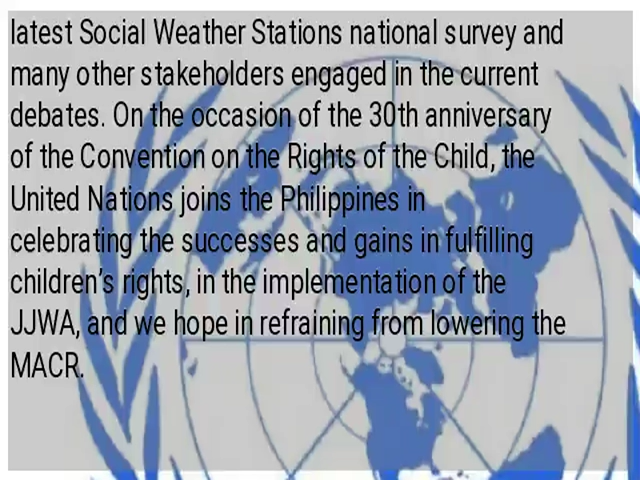 latest Social Weather Stations national survey and
many other stakeholders engaged in the current
debates. On the occasion of the 30th anniversary
of the Convention on the Rights of the Child, the
United Nations joins the Philippines in
celebrating the successes and gains in fulfilling
children’s rights, in the implementation of the
JJWA, and we hope in refraining from lowering the
MACR.